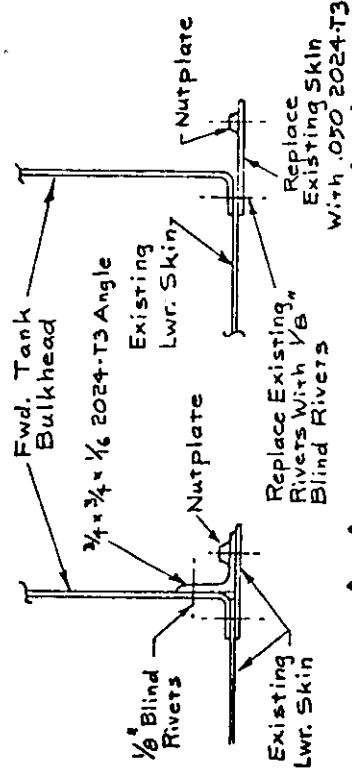 Fwd. Tank
Bulkhead
3/4 x 3/4 x 1/16 2024-T3 Angle
1/8" Blind
Rivets
Nutplate
Existing
Lwr. Skin
Existing
Lwr. Skin
Nutplate
Replace Existing
Rivets With 1/8"
Blind Rivets
Replace
Existing Skin
With .050 2024-T3